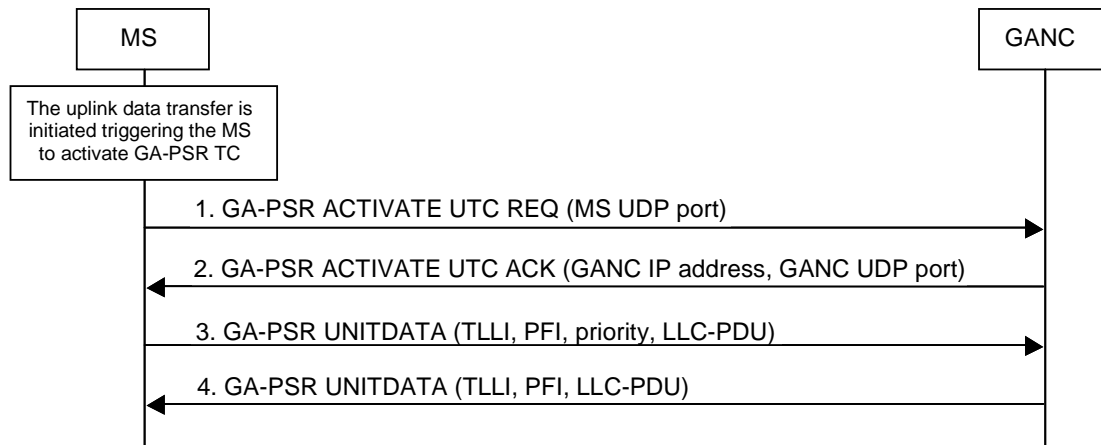 MS
GANC
The uplink data transfer is
initiated triggering the MS
to activate GA-PSR TC
1. GA-PSR ACTIVATE UTC REQ (MS UDP port)
2. GA-PSR ACTIVATE UTC ACK (GANC IP address, GANC UDP port)
3. GA-PSR UNITDATA (TLLI, PFI, priority, LLC-PDU)
4. GA-PSR UNITDATA (TLLI, PFI, LLC-PDU)